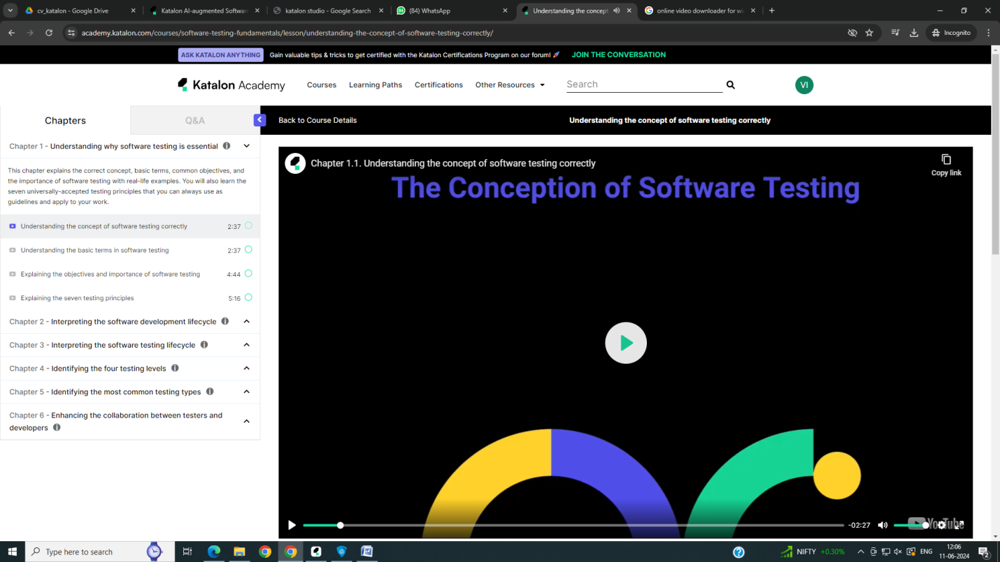 cv_katalon - Google Drive
Katalon AI-augmented Softwar
katalon studio - Google Search
(84) WhatsApp
Understanding the concept
online video downloader for wi
academy.katalon.com/courses/software-testing-fundamentals/lesson/understanding-the-concept-of-software-testing-correctly/
Incognito
ASK KATALON ANYTHING
Gain valuable tips & tricks to get certified with the Katalon Certifications Program on our forum! 🚀
JOIN THE CONVERSATION
Katalon Academy
Courses
Learning Paths
Certifications
Other Resources
Search
VI
Chapters
Q&A
Back to Course Details
Understanding the concept of software testing correctly
Chapter 1 - Understanding why software testing is essential
This chapter explains the correct concept, basic terms, common objectives, and
the importance of software testing with real-life examples. You will also learn the
seven universally-accepted testing principles that you can always use as
guidelines and apply to your work.
Understanding the concept of software testing correctly 2:37
Understanding the basic terms in software testing 2:37
Explaining the objectives and importance of software testing 4:44
Explaining the seven testing principles 5:16
Chapter 2 - Interpreting the software development lifecycle
Chapter 3 - Interpreting the software testing lifecycle
Chapter 4 - Identifying the four testing levels
Chapter 5 - Identifying the most common testing types
Chapter 6 - Enhancing the collaboration between testers and
developers
Chapter 1.1. Understanding the concept of software testing correctly
Copy link
The Conception of Software Testing
-02:27
YouTube
Type here to search
NIFTY +0.30%
ENG
12:06
11-06-2024
2